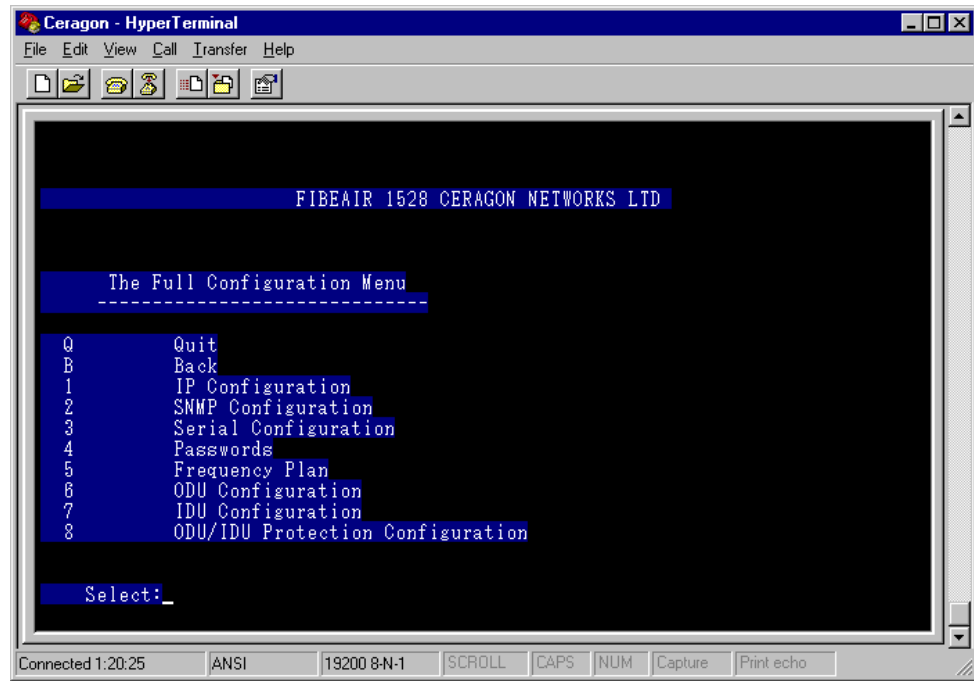 Ceragon - HyperTerminal
File Edit View Call Transfer Help
FIBEAIR 1528 CERAGON NETWORKS LTD
The Full Configuration Menu
------------------------------
Q Quit
B Back
1 IP Configuration
2 SNMP Configuration
3 Serial Configuration
4 Passwords
5 Frequency Plan
6 ODU Configuration
7 IDU Configuration
8 ODU/IDU Protection Configuration
Select:_
Connected 1:20:25 ANSI 19200 8-N-1 SCROLL CAPS NUM Capture Print echo